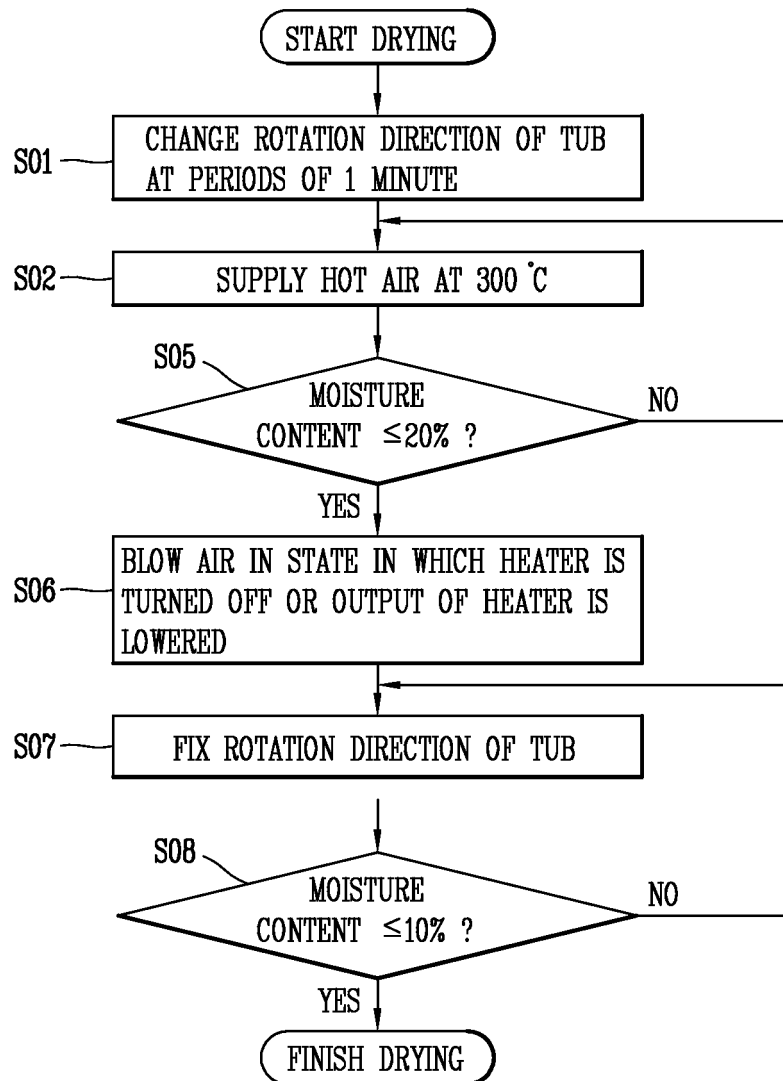 START DRYING
S01
CHANGE ROTATION DIRECTION OF TUB
AT PERIODS OF 1 MINUTE
S02
SUPPLY HOT AIR AT 300 °C
S05
MOISTURE
CONTENT ≤20% ?
NO
YES
S06
BLOW AIR IN STATE IN WHICH HEATER IS
TURNED OFF OR OUTPUT OF HEATER IS
LOWERED
S07
FIX ROTATION DIRECTION OF TUB
S08
MOISTURE
CONTENT ≤10% ?
NO
YES
FINISH DRYING